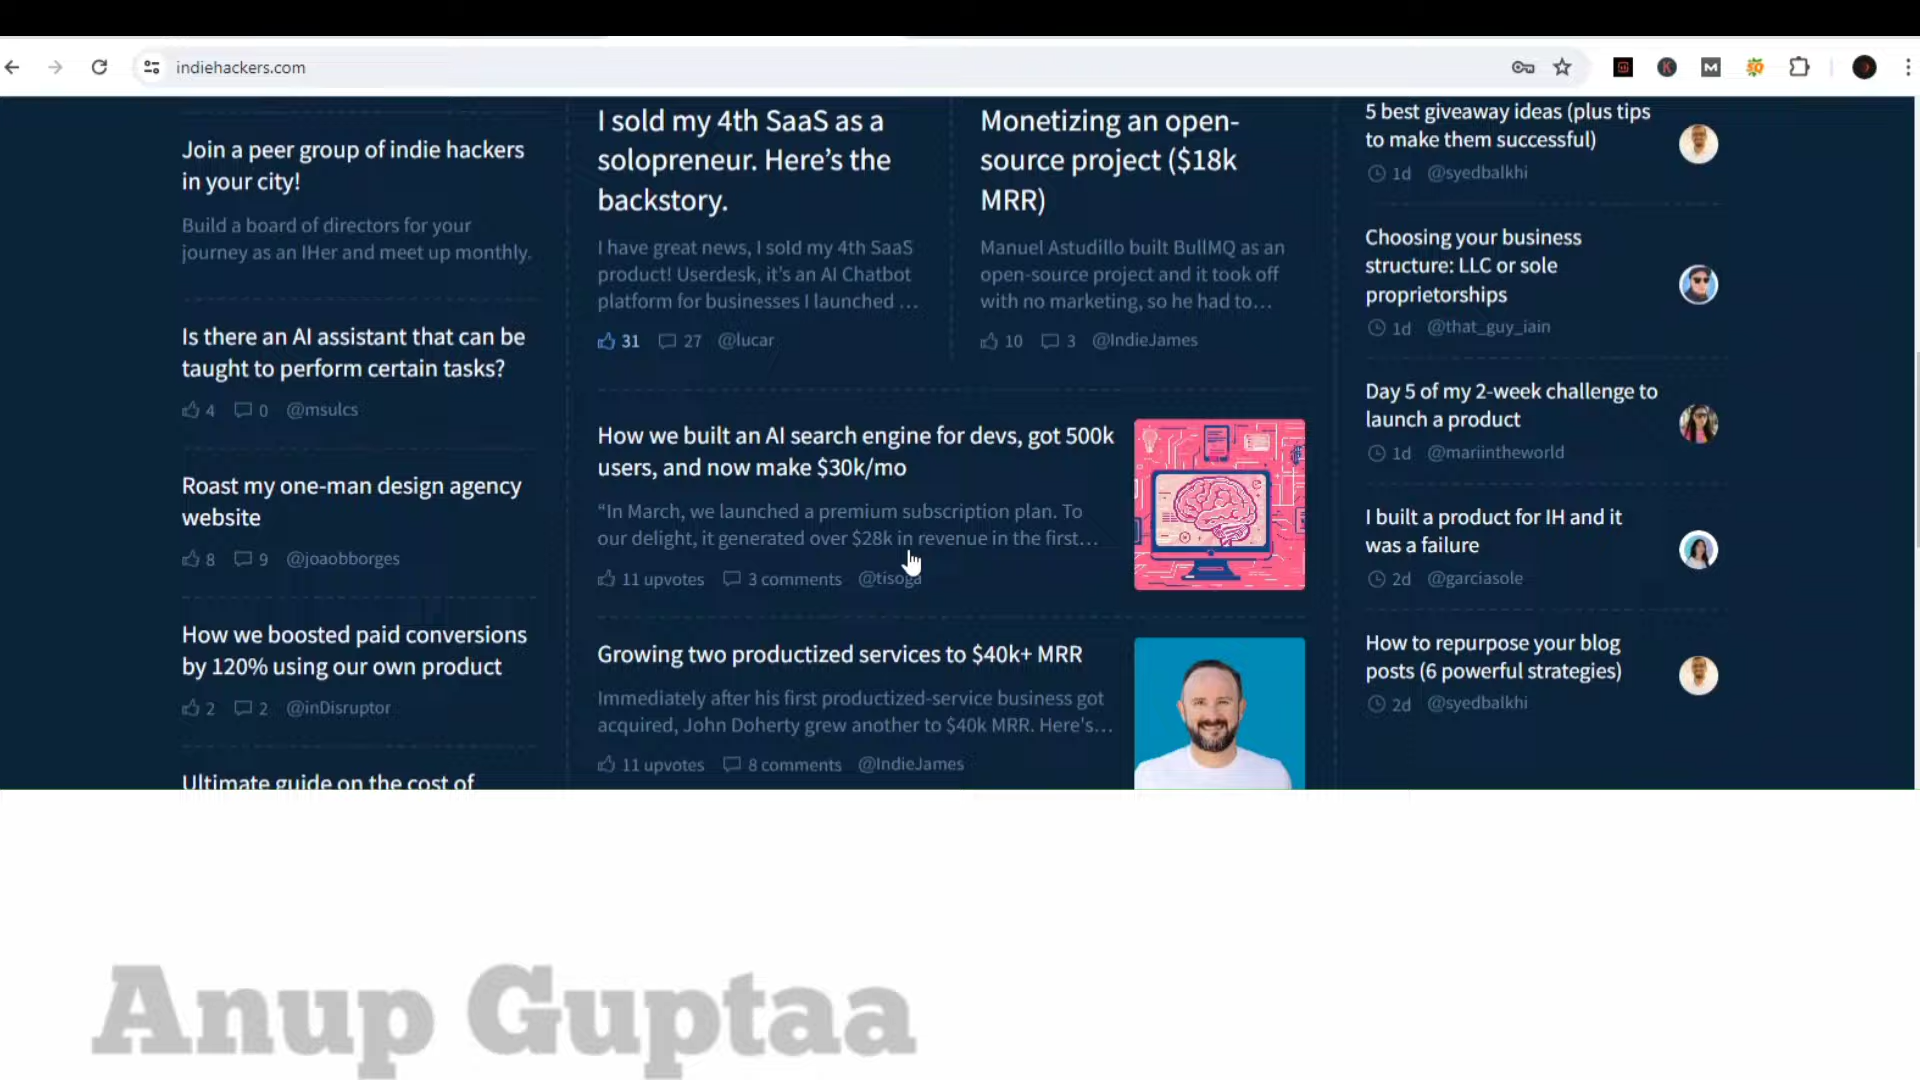 indiehackers.com
Join a peer group of indie hackers
in your city!
Build a board of directors for your
journey as an IHer and meet up monthly.
Is there an AI assistant that can be
taught to perform certain tasks?
4 0 @msulcs
Roast my one-man design agency
website
8 9 @joaobborges
How we boosted paid conversions
by 120% using our own product
2 2 @inDisruptor
Ultimate guide on the cost of
I sold my 4th SaaS as a
solopreneur. Here’s the
backstory.
I have great news, I sold my 4th SaaS
product! Userdesk, it’s an AI Chatbot
platform for businesses I launched ...
31 27 @lucar
Monetizing an open-
source project ($18k
MRR)
Manuel Astudillo built BullMQ as an
open-source project and it took off
with no marketing, so he had to...
10 3 @IndieJames
How we built an AI search engine for devs, got 500k
users, and now make $30k/mo
“In March, we launched a premium subscription plan. To
our delight, it generated over $28k in revenue in the first...
11 upvotes 3 comments @tisoga
Growing two productized services to $40k+ MRR
Immediately after his first productized-service business got
acquired, John Doherty grew another to $40k MRR. Here's...
11 upvotes 8 comments @IndieJames
5 best giveaway ideas (plus tips
to make them successful)
1d @syedbalkhi
Choosing your business
structure: LLC or sole
proprietorships
1d @that_guy_iain
Day 5 of my 2-week challenge to
launch a product
1d @mariintheworld
I built a product for IH and it
was a failure
2d @garciasole
How to repurpose your blog
posts (6 powerful strategies)
2d @syedbalkhi
Anup Guptaa